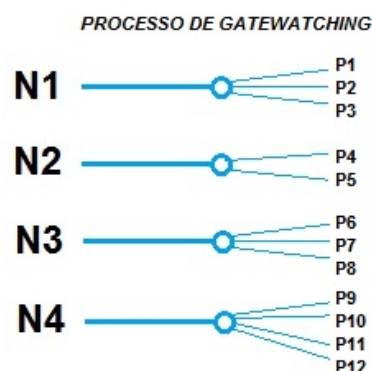 PROCESSO DE GATEWATCHING
N1
P1
P2
P3
N2
P4
P5
N3
P6
P7
P8
N4
P9
P10
P11
P12